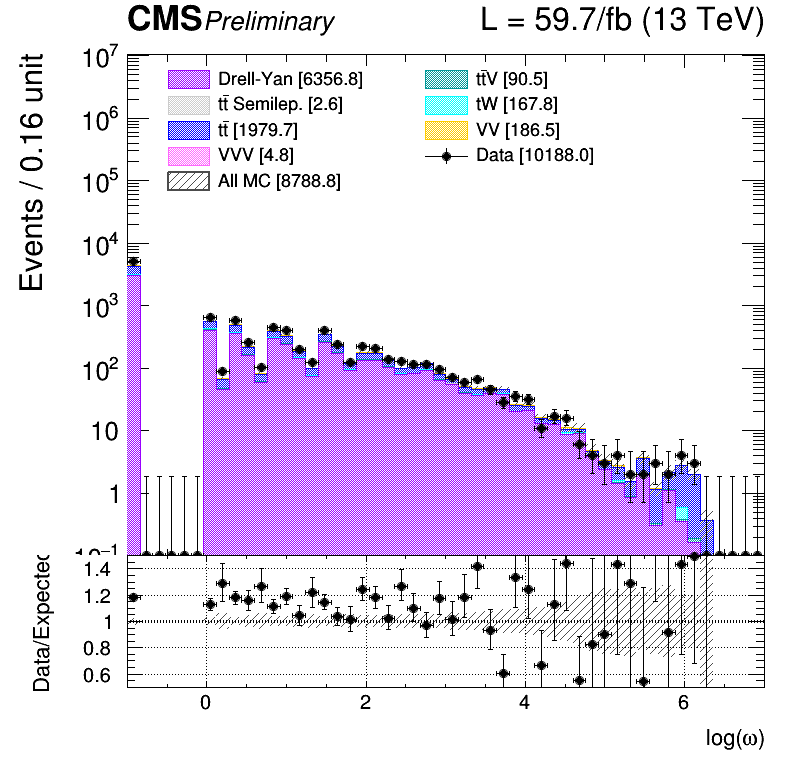 CMS Preliminary L = 59.7/fb (13 TeV)
Events / 0.16 unit
10⁷
10⁶
10⁵
10⁴
10³
10²
10
1
10⁻¹
Drell-Yan [6356.8]
tt̄ Semilep. [2.6]
tt̄ [1979.7]
VVV [4.8]
All MC [8788.8]
tt̄V [90.5]
tW [167.8]
VV [186.5]
Data [10188.0]
Data/Expected
1.4
1.2
1
0.8
0.6
0 2 4 6
log(ω)